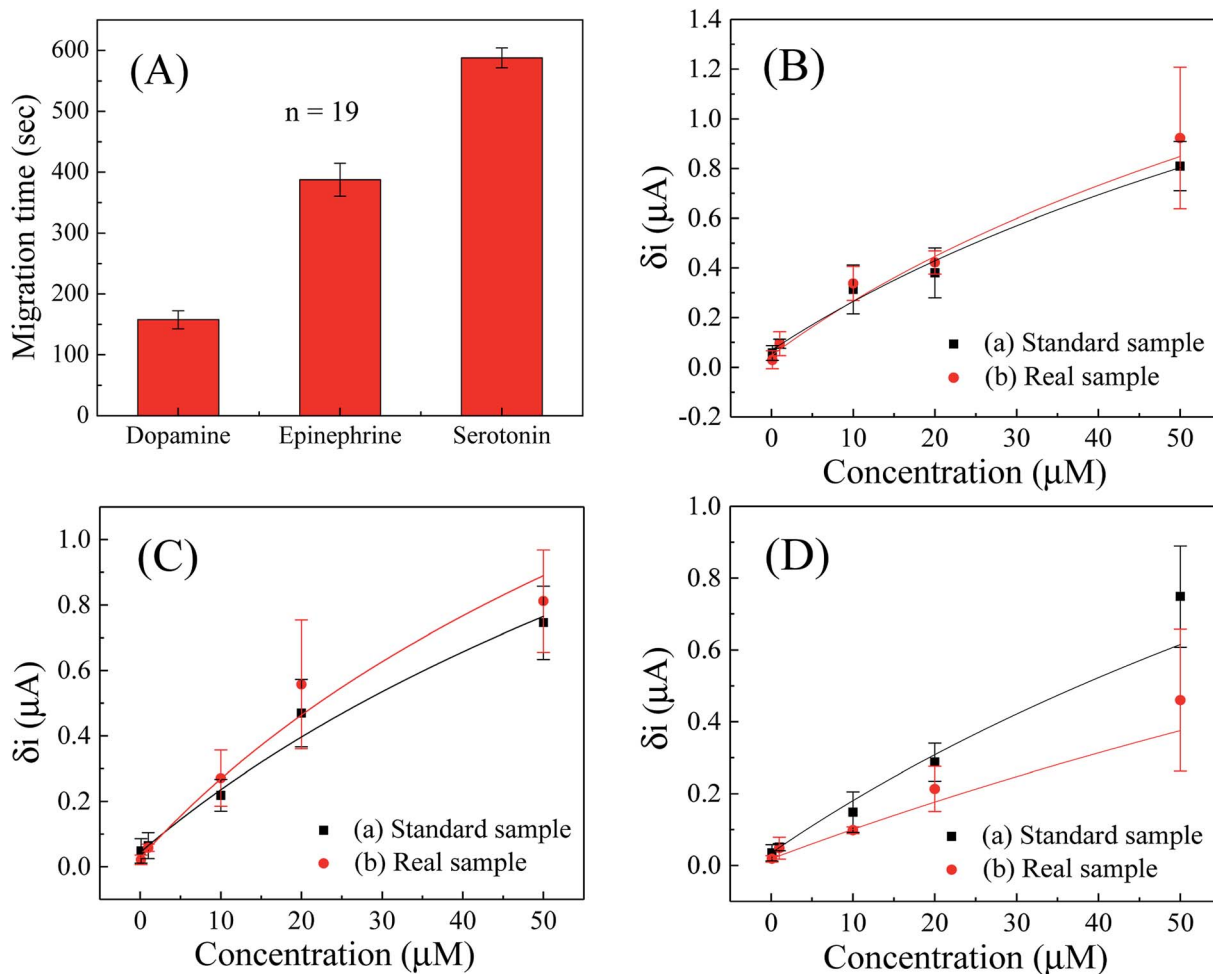 (A)
n = 19
Migration time (sec)
600
500
400
300
200
100
0
Dopamine Epinephrine Serotonin
(B)
δi (μA)
1.4
1.2
1.0
0.8
0.6
0.4
0.2
0.0
-0.2
(a) Standard sample
(b) Real sample
0 10 20 30 40 50
Concentration (μM)
(C)
δi (μA)
1.0
0.8
0.6
0.4
0.2
0.0
(a) Standard sample
(b) Real sample
0 10 20 30 40 50
Concentration (μM)
(D)
δi (μA)
1.0
0.8
0.6
0.4
0.2
0.0
(a) Standard sample
(b) Real sample
0 10 20 30 40 50
Concentration (μM)